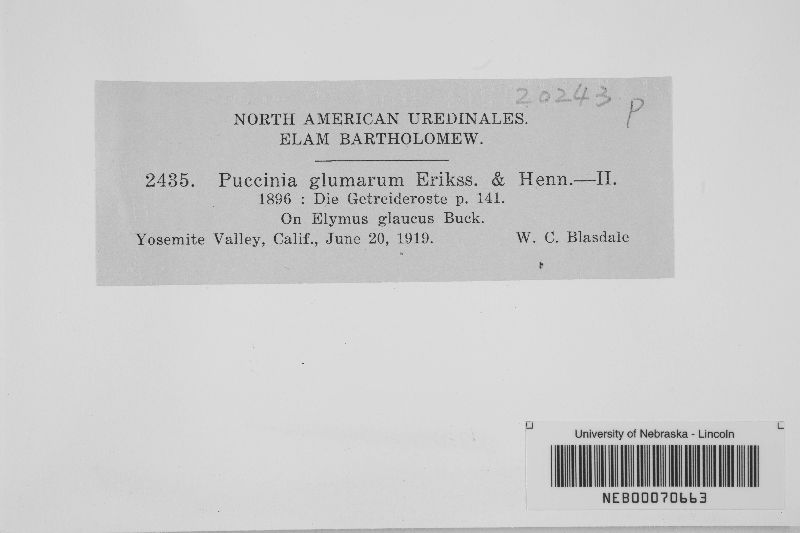 20243 p
NORTH AMERICAN UREDINALES.
ELAM BARTHOLOMEW.
2435. Puccinia glumarum Erikss. & Henn.—II.
1896 : Die Getreideroste p. 141.
On Elymus glaucus Buck.
Yosemite Valley, Calif., June 20, 1919. W. C. Blasdale
University of Nebraska - Lincoln
NEB00070663